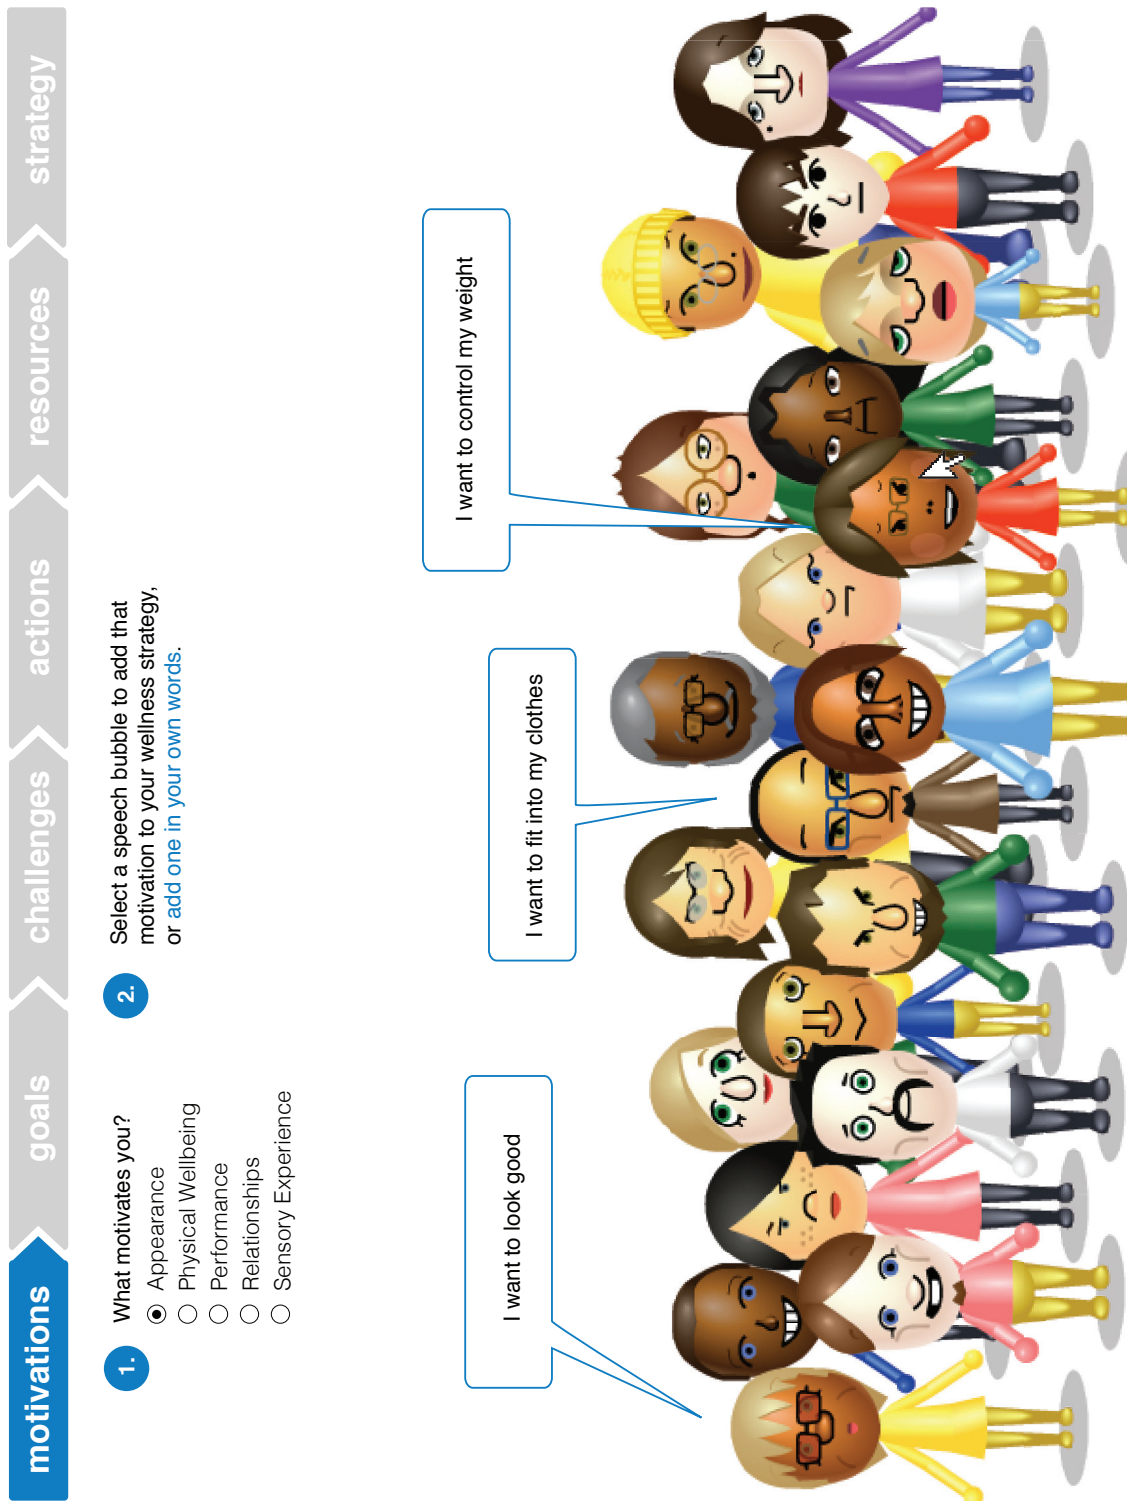 motivations
goals
challenges
actions
resources
strategy
1.
What motivates you?
Appearance
Physical Wellbeing
Performance
Relationships
Sensory Experience
2.
Select a speech bubble to add that
motivation to your wellness strategy,
or add one in your own words.
I want to look good
I want to fit into my clothes
I want to control my weight